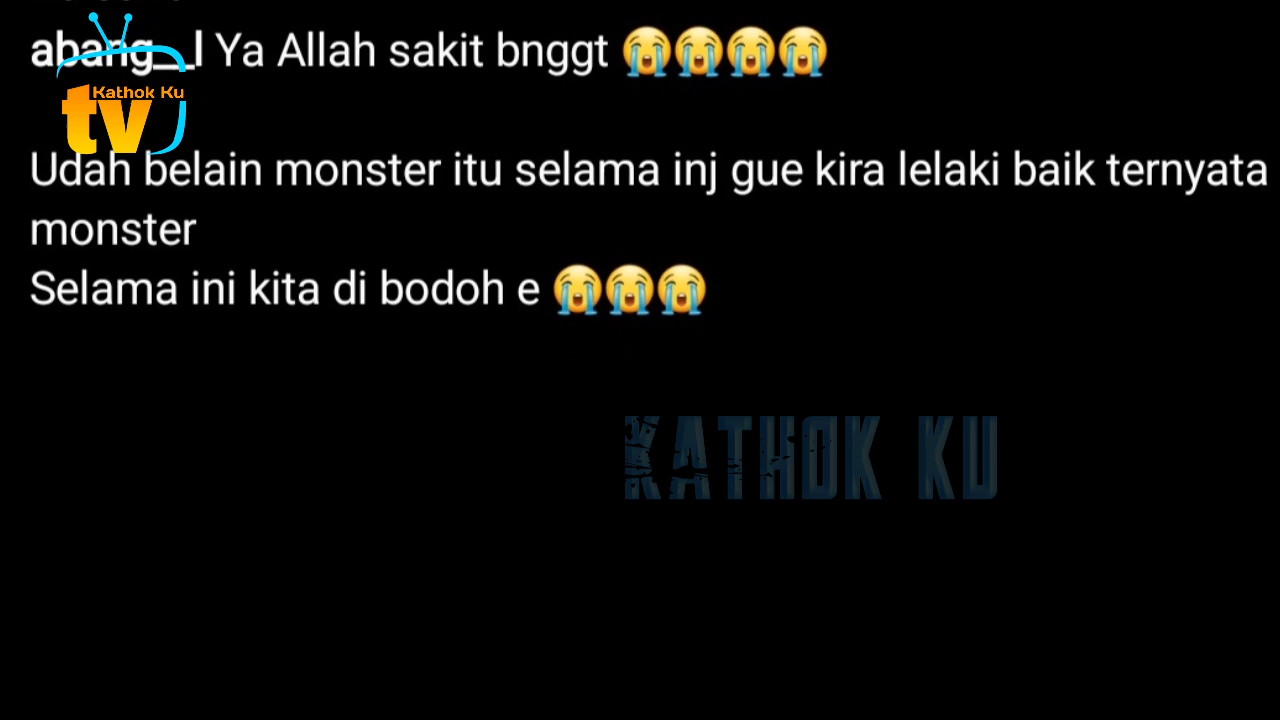 abang__l Ya Allah sakit bnggt 😭😭😭😭
Kathok Ku
tv
Udah belain monster itu selama inj gue kira lelaki baik ternyata
monster
Selama ini kita di bodoh e 😭😭😭
KATHOK KU